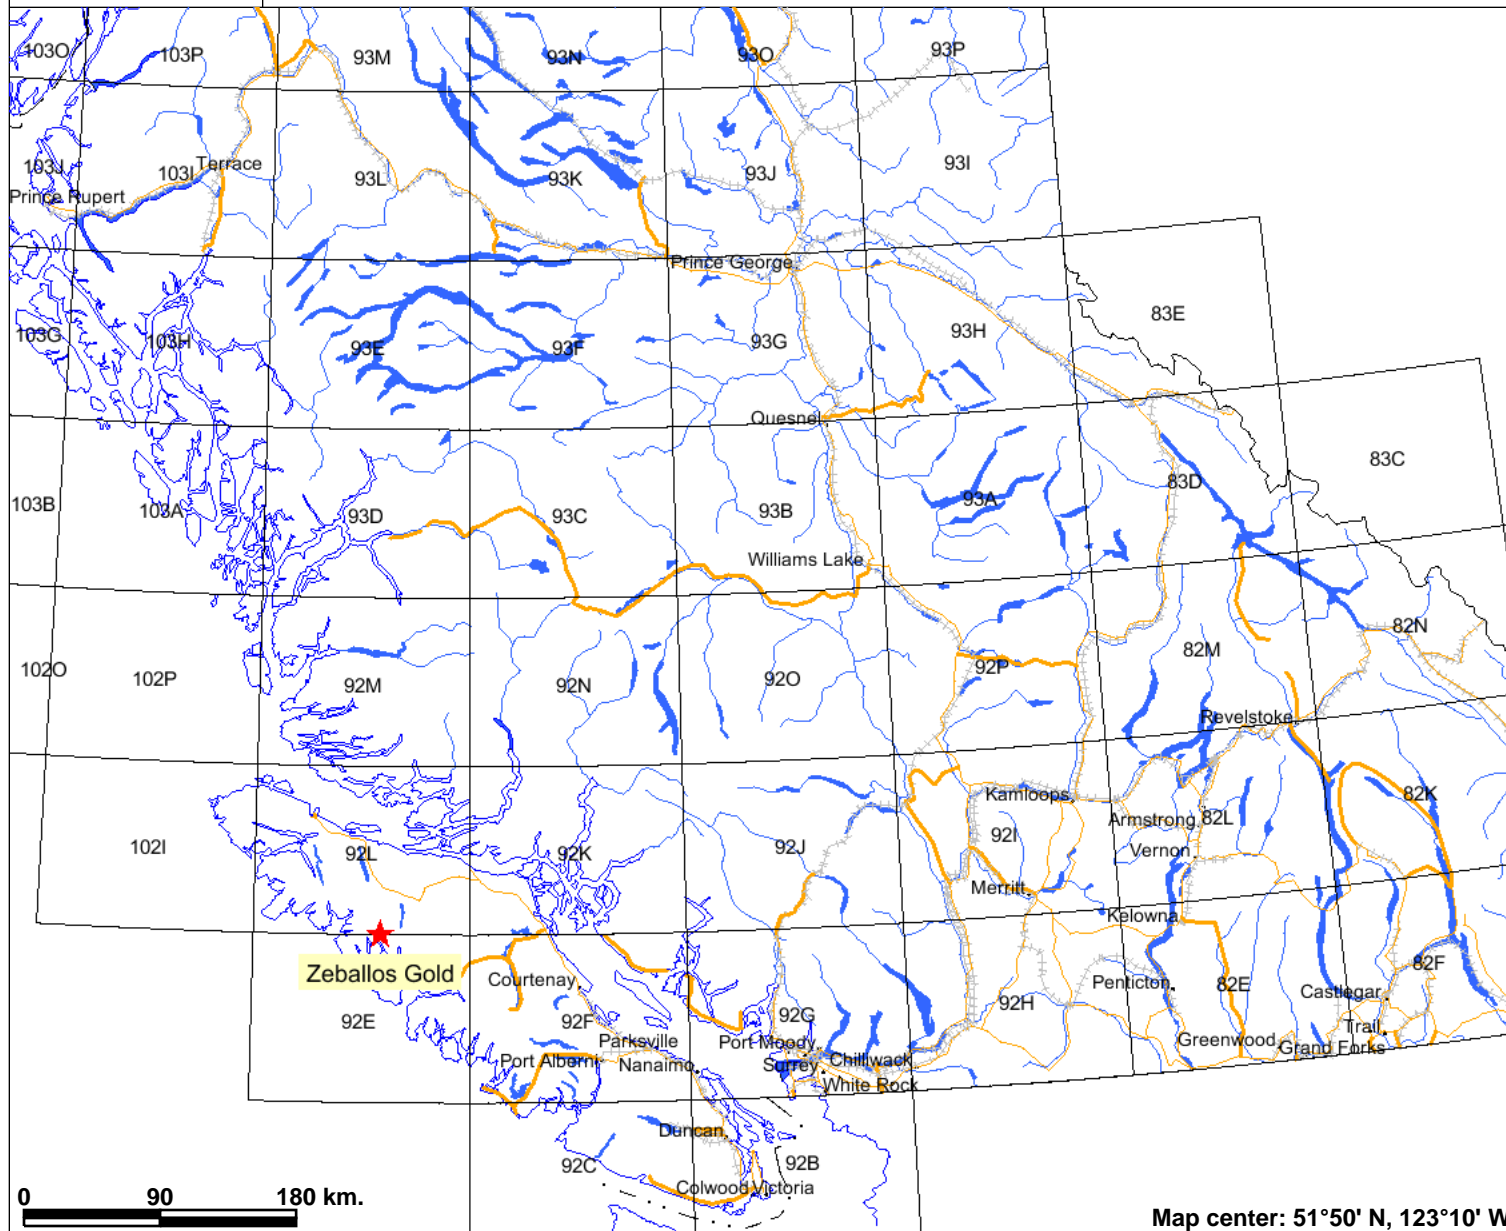 103O
103P
93M
93N
93O
93P
103J
103I
Terrace
93L
93K
93J
93I
Prince Rupert
Prince George
83E
103G
103H
93E
93F
93G
93H
Quesnel
83C
103B
103A
93D
93C
93B
93A
83D
Williams Lake
102O
102P
92M
92N
92O
92P
82M
82N
Revelstoke
Kamloops
82K
102I
92L
92K
92J
92I
Armstrong
82L
Vernon
Merritt
Kelowna
Zeballos Gold
Courtenay
92H
Penticton
82E
82F
Castlegar
92E
92F
92G
Parksville
Port Moody
Trail
Port Alberni
Nanaimo
Surrey
Chilliwack
Greenwood
Grand Forks
White Rock
Duncan
92C
92B
Colwood
Victoria
0 90 180 km.
Map center: 51°50' N, 123°10' W